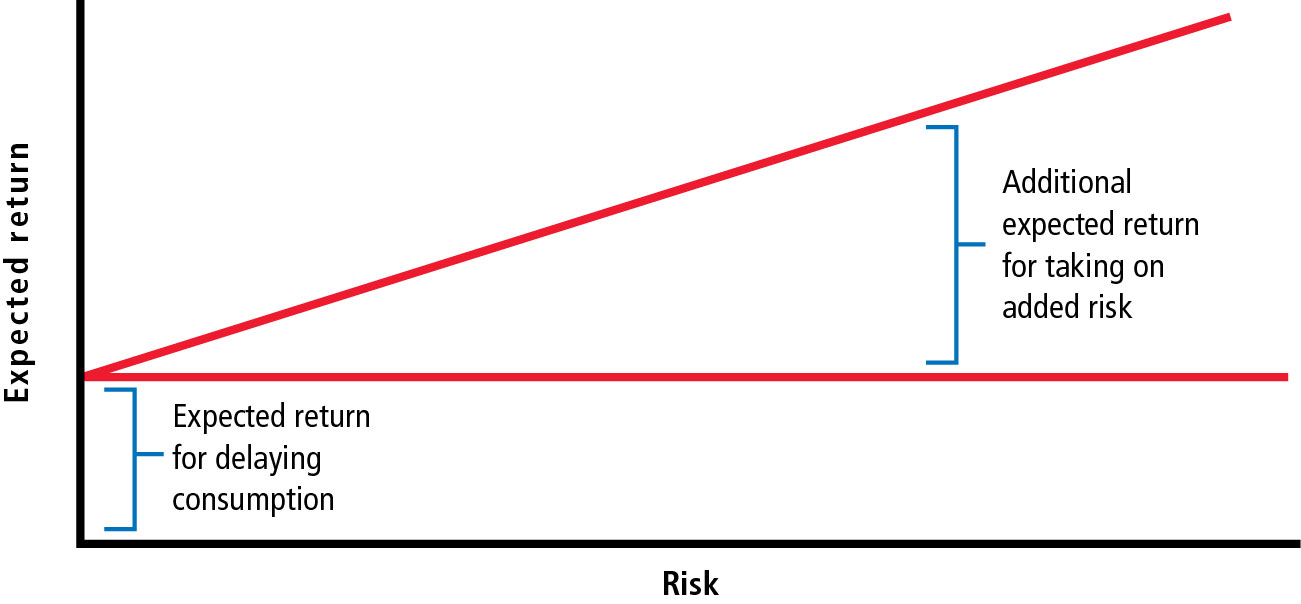 Expected return
Additional
expected return
for taking on
added risk
Expected return
for delaying
consumption
Risk